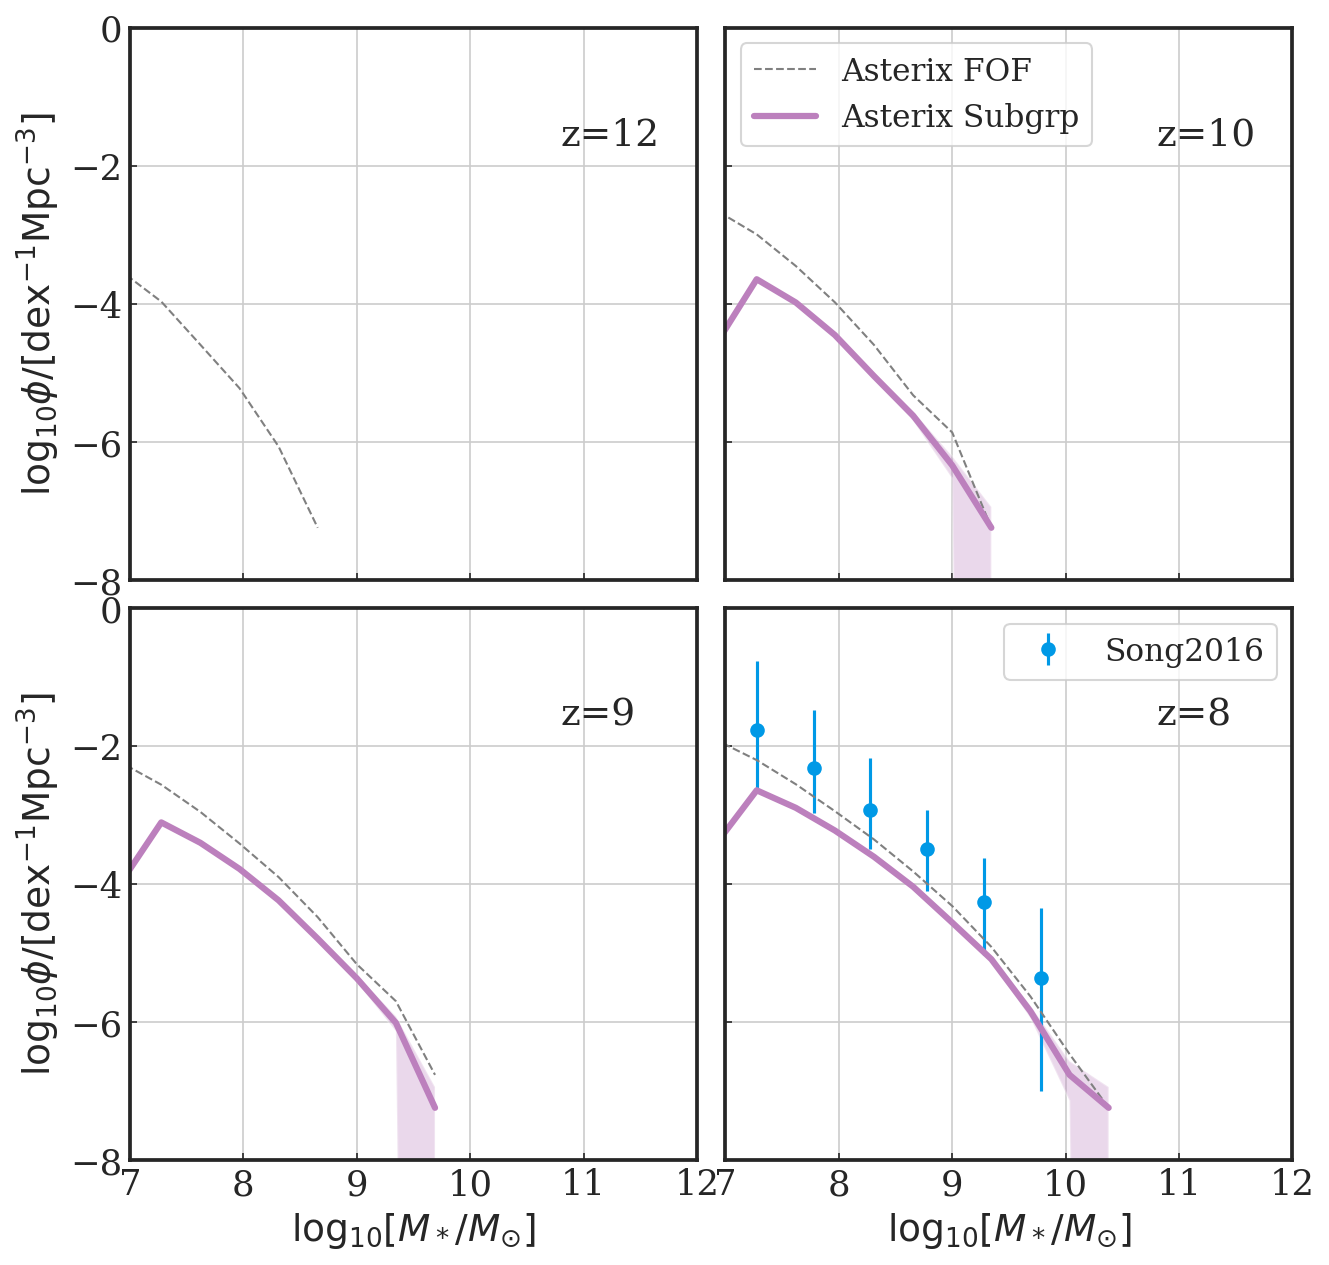 0
−2
−4
−6
−8
log₁₀ϕ/[dex⁻¹Mpc⁻³]
z=12
Asterix FOF
Asterix Subgrp
z=10
0
−2
−4
−6
−8
log₁₀ϕ/[dex⁻¹Mpc⁻³]
z=9
Song2016
z=8
7 8 9 10 11 12
7 8 9 10 11 12
log₁₀[M∗/M⊙]
log₁₀[M∗/M⊙]